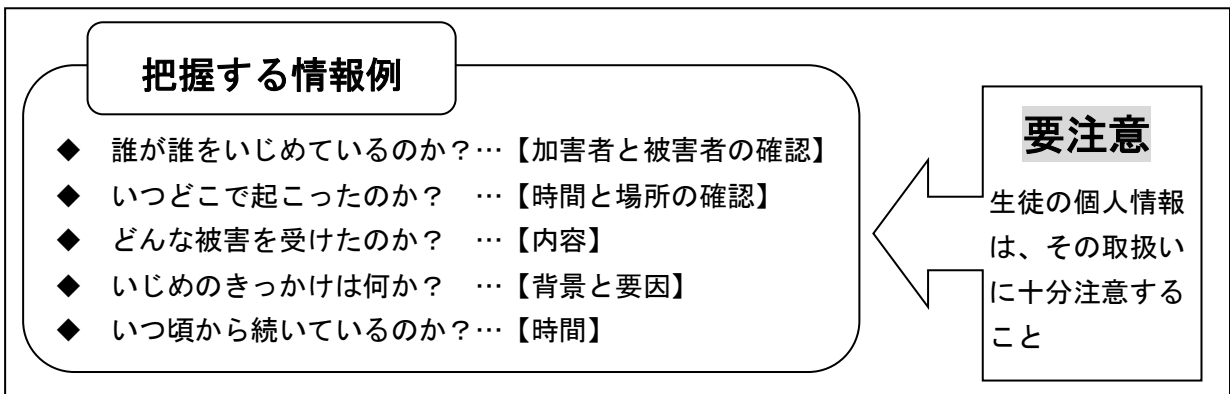 把握する情報例
◆ 誰が誰をいじめているのか？…【加害者と被害者の確認】
◆ いつどこで起こったのか？ …【時間と場所の確認】
◆ どんな被害を受けたのか？ …【内容】
◆ いじめのきっかけは何か？ …【背景と要因】
◆ いつ頃から続いているのか？…【時間】
要注意
生徒の個人情報
は、その取扱い
に十分注意する
こと